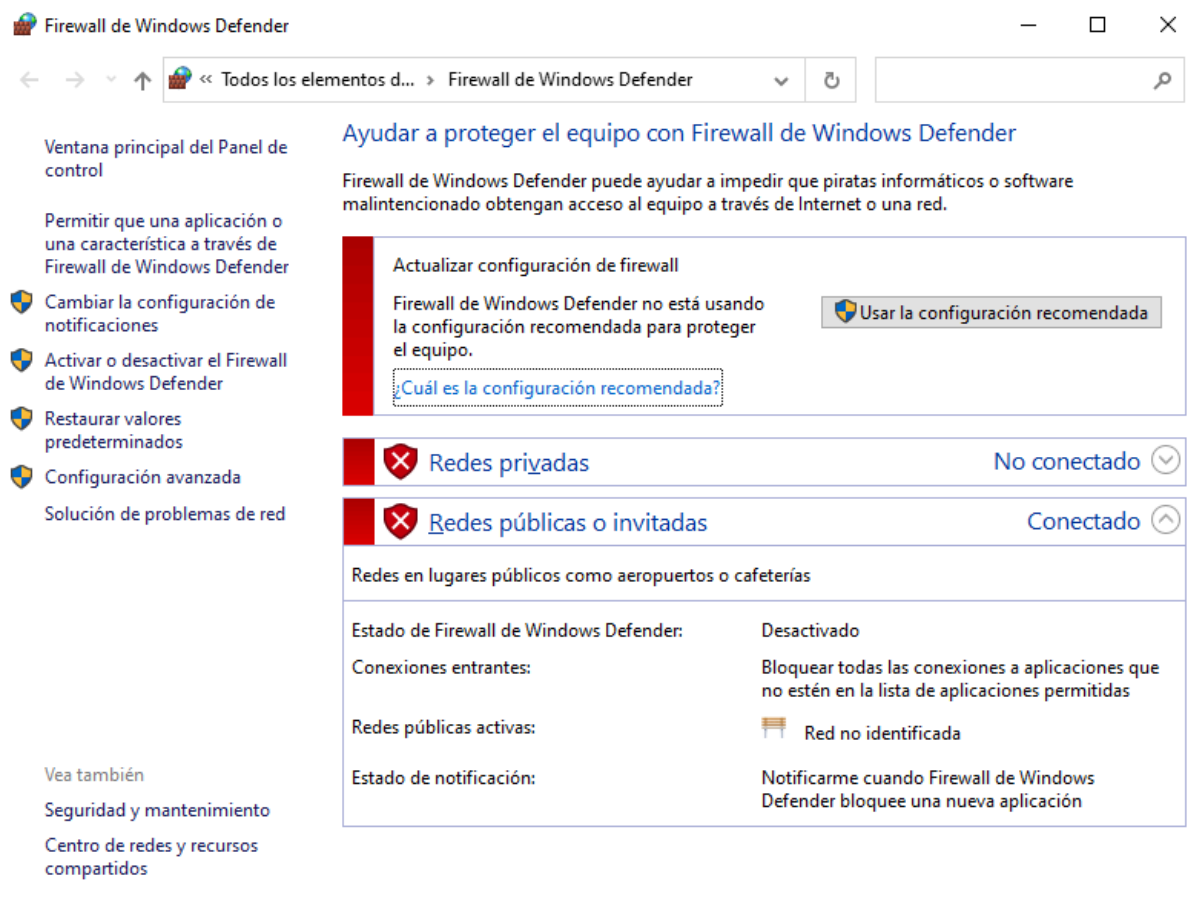 Firewall de Windows Defender
« Todos los elementos d... › Firewall de Windows Defender
Ventana principal del Panel de
control
Permitir que una aplicación o
una característica a través de
Firewall de Windows Defender
Cambiar la configuración de
notificaciones
Activar o desactivar el Firewall
de Windows Defender
Restaurar valores
predeterminados
Configuración avanzada
Solución de problemas de red
Vea también
Seguridad y mantenimiento
Centro de redes y recursos
compartidos
Ayudar a proteger el equipo con Firewall de Windows Defender
Firewall de Windows Defender puede ayudar a impedir que piratas informáticos o software
malintencionado obtengan acceso al equipo a través de Internet o una red.
Actualizar configuración de firewall
Firewall de Windows Defender no está usando
la configuración recomendada para proteger
el equipo.
Usar la configuración recomendada
¿Cuál es la configuración recomendada?
Redes privadas No conectado
Redes públicas o invitadas Conectado
Redes en lugares públicos como aeropuertos o cafeterías
Estado de Firewall de Windows Defender: Desactivado
Conexiones entrantes: Bloquear todas las conexiones a aplicaciones que
no estén en la lista de aplicaciones permitidas
Redes públicas activas: Red no identificada
Estado de notificación: Notificarme cuando Firewall de Windows
Defender bloquee una nueva aplicación